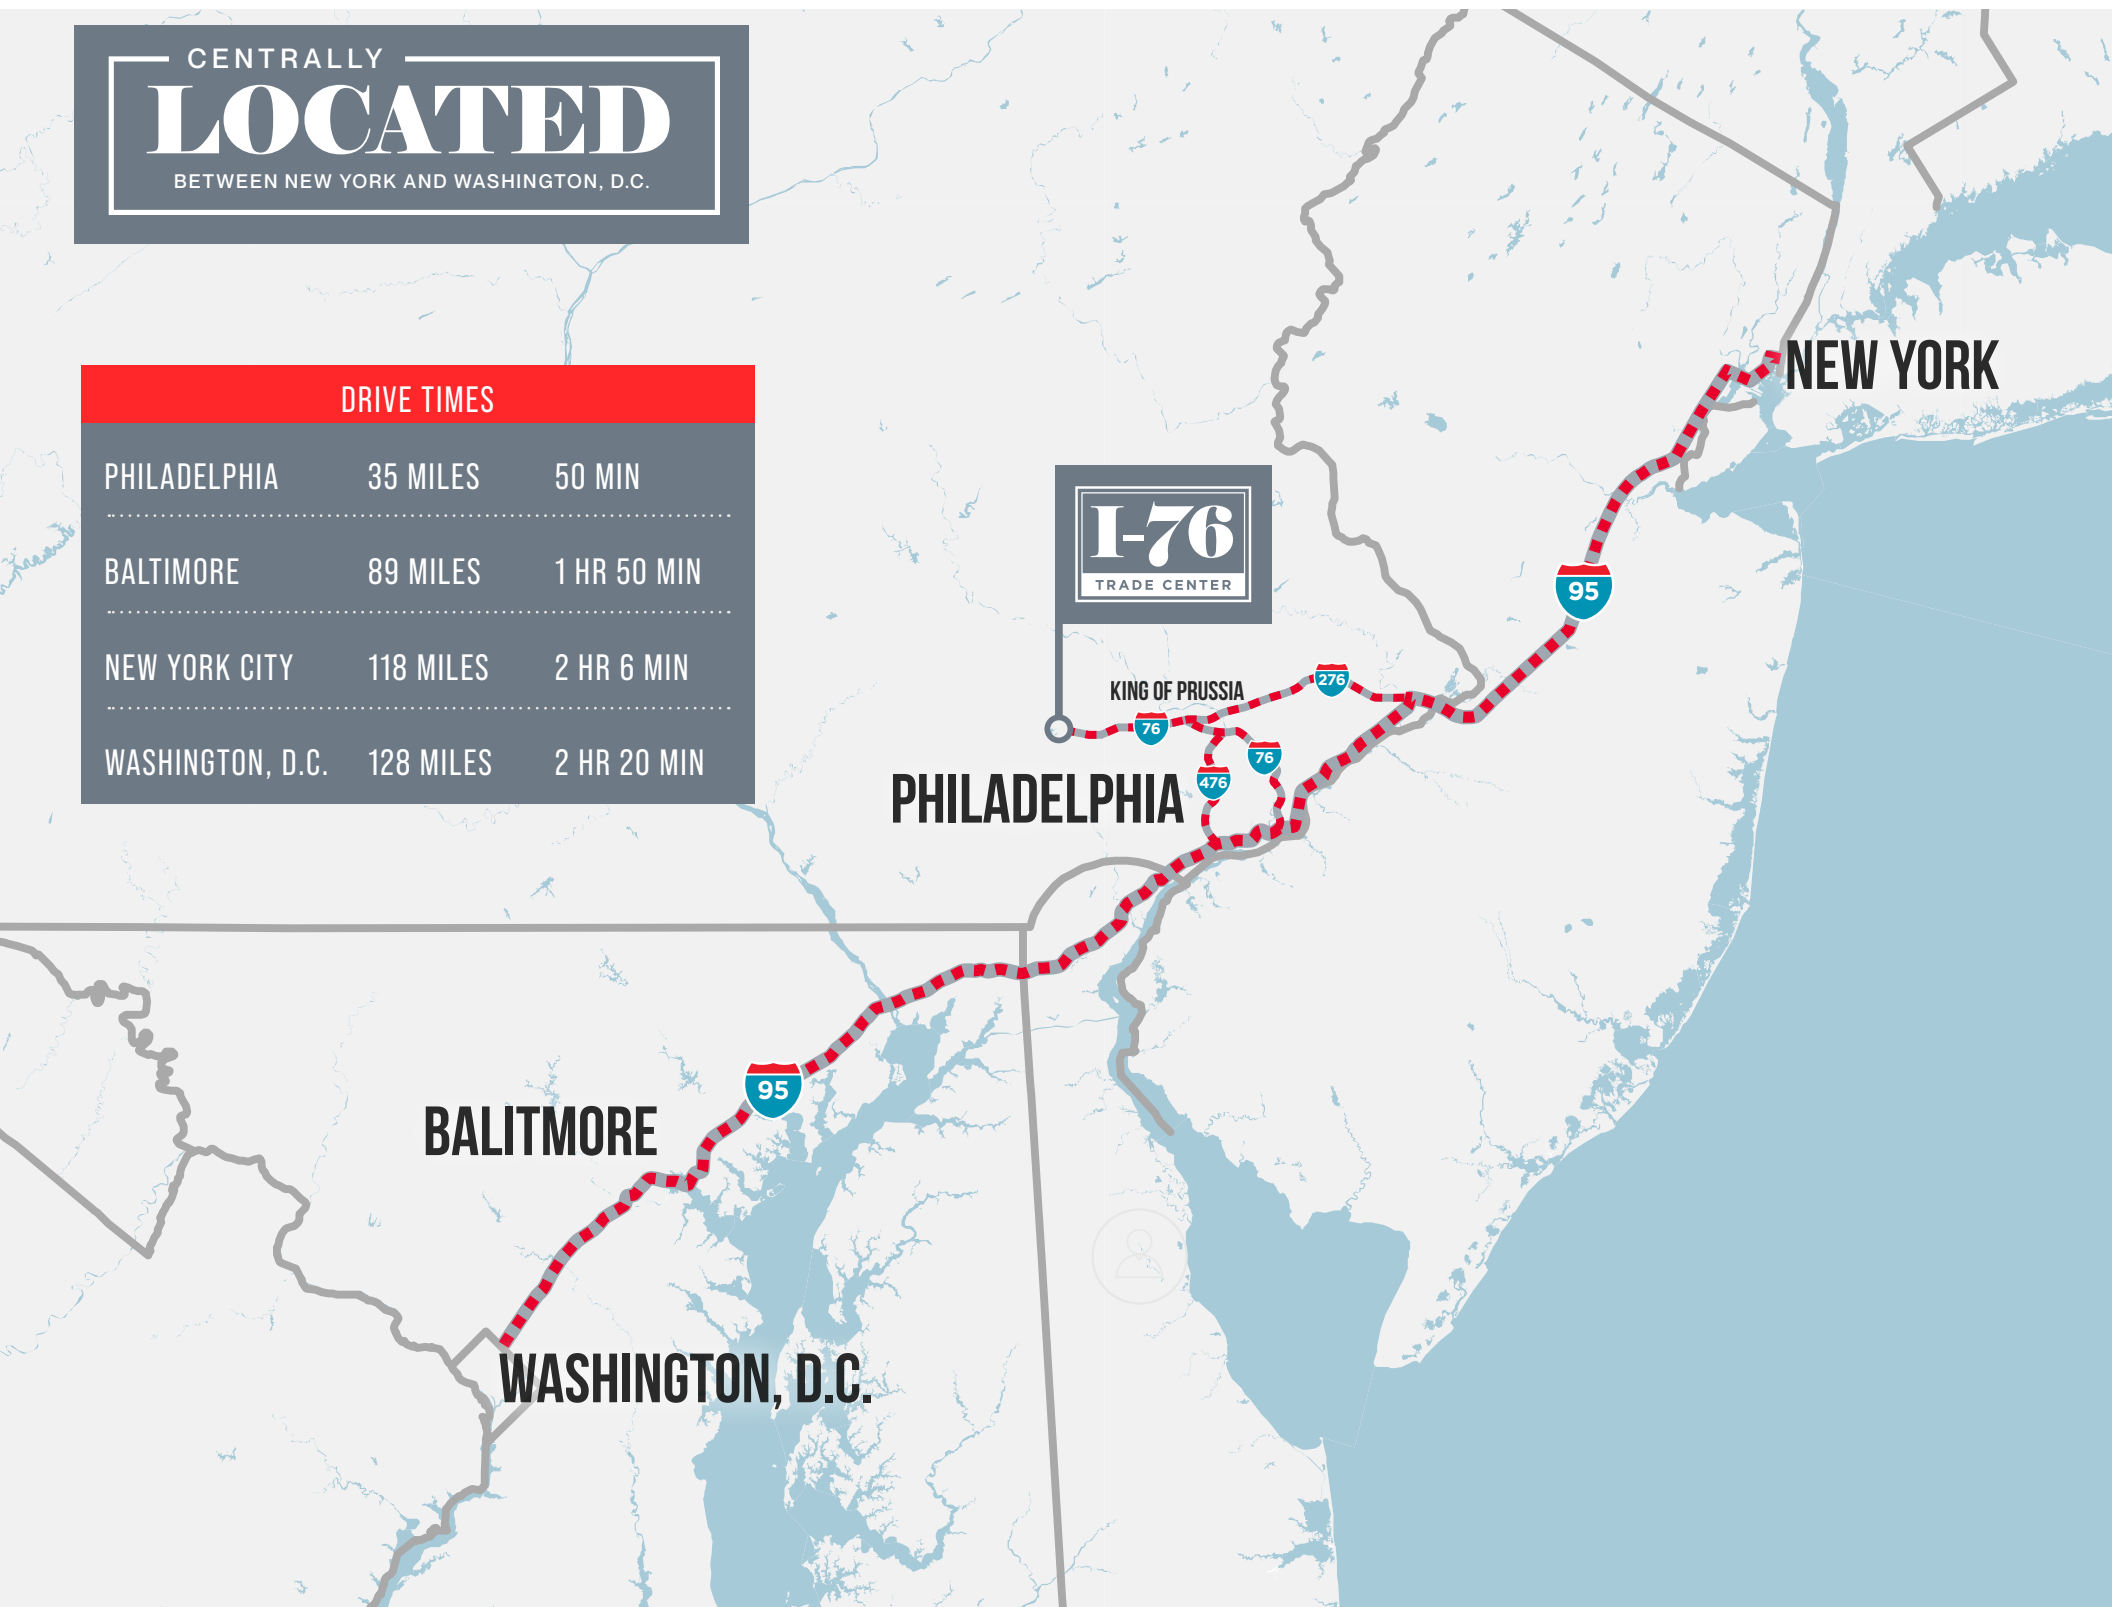 CENTRALLY
LOCATED
BETWEEN NEW YORK AND WASHINGTON, D.C.
DRIVE TIMES
PHILADELPHIA 35 MILES 50 MIN
BALTIMORE 89 MILES 1 HR 50 MIN
NEW YORK CITY 118 MILES 2 HR 6 MIN
WASHINGTON, D.C. 128 MILES 2 HR 20 MIN
NEW YORK
I-76
TRADE CENTER
95
KING OF PRUSSIA
276
76
76
476
PHILADELPHIA
95
BALITMORE
WASHINGTON, D.C.